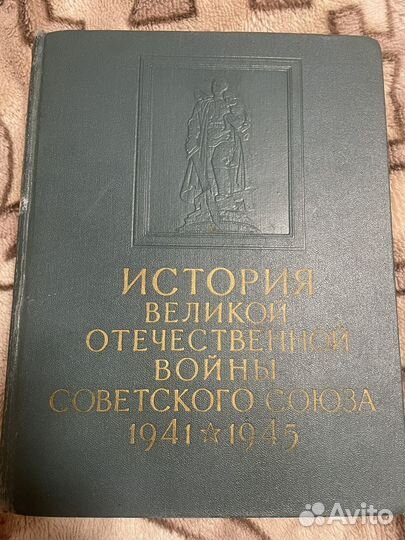 ИСТОРИЯ
ВЕЛИКОЙ
ОТЕЧЕСТВЕННОЙ
ВОЙНЫ
СОВЕТСКОГО СОЮЗА
1941 ☆ 1945
Avito